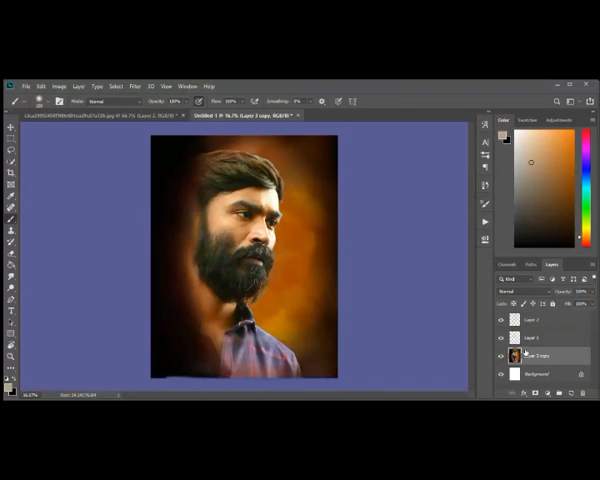 File Edit Image Layer Type Select Filter 3D View Window Help
Mode: Normal Opacity: 100% Flow: 100% Smoothing: 0%
Untitled-1 @ 16.7% (Layer 3 copy, RGB/8) *
Color Swatches Adjustments
Channels Paths Layers
Kind
Normal Opacity: 100%
Lock: Fill: 100%
Layer 2
Layer 1
Layer 3 copy
Background
16.67%